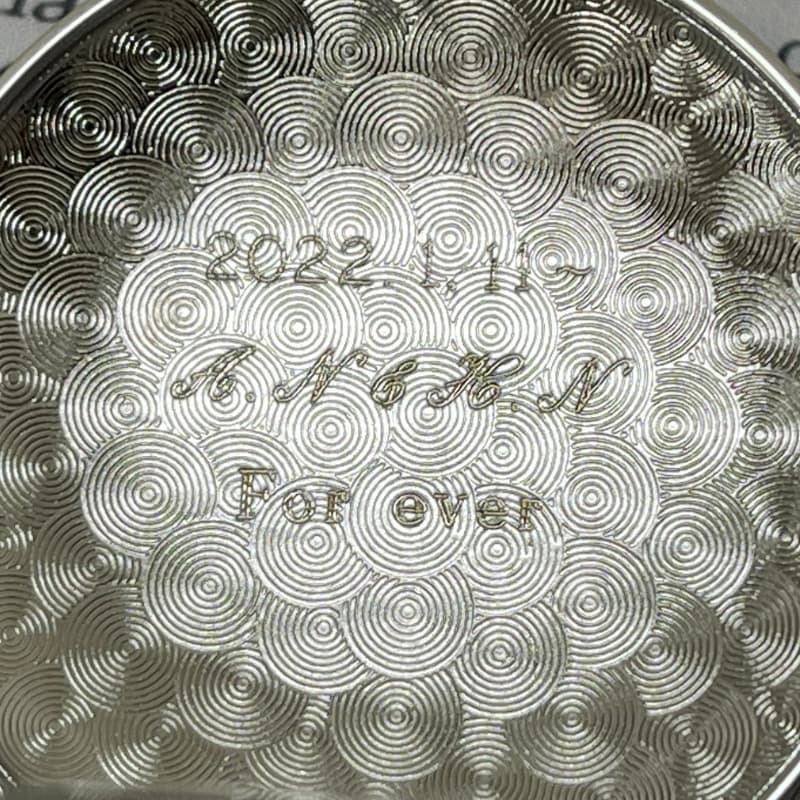 2022.1.11~
A.N & H.N
For ever